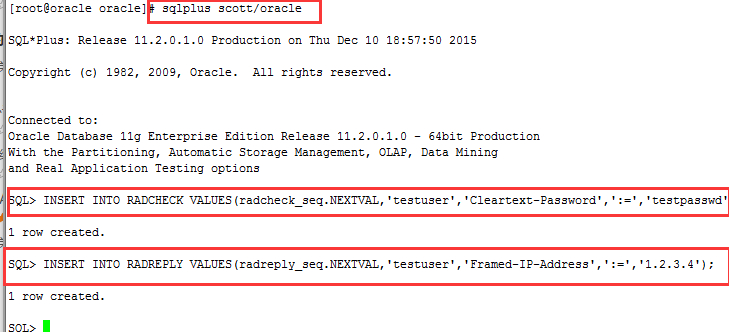 [root@oracle oracle]# sqlplus scott/oracle
SQL*Plus: Release 11.2.0.1.0 Production on Thu Dec 10 18:57:50 2015
Copyright (c) 1982, 2009, Oracle.  All rights reserved.
Connected to:
Oracle Database 11g Enterprise Edition Release 11.2.0.1.0 - 64bit Production
With the Partitioning, Automatic Storage Management, OLAP, Data Mining
and Real Application Testing options
SQL> INSERT INTO RADCHECK VALUES(radcheck_seq.NEXTVAL,'testuser','Cleartext-Password',':=','testpasswd'
1 row created.
SQL> INSERT INTO RADREPLY VALUES(radreply_seq.NEXTVAL,'testuser','Framed-IP-Address',':=','1.2.3.4');
1 row created.
SQL>